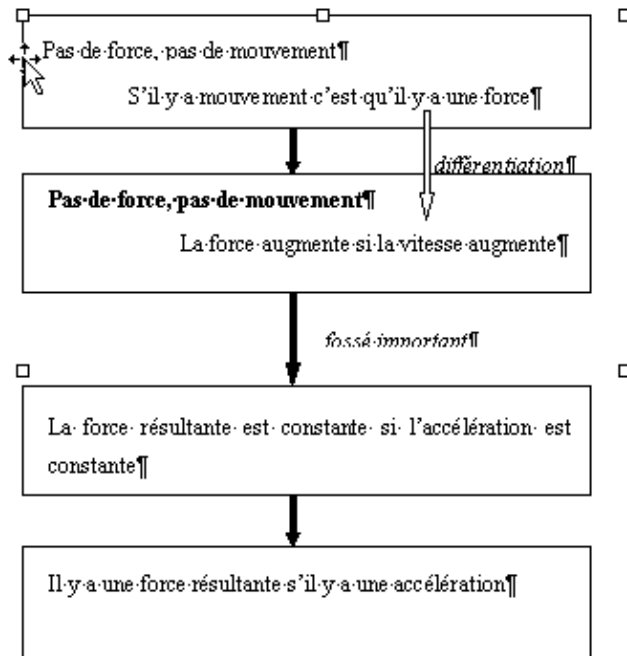 Pas de force, pas de mouvement¶
S'il y a mouvement c'est qu'il y a une force¶
différentiation¶
Pas de force, pas de mouvement¶
La force augmente si la vitesse augmente¶
fossé important¶
La force résultante est constante si l'accélération est
constante¶
Il y a une force résultante s'il y a une accélération¶